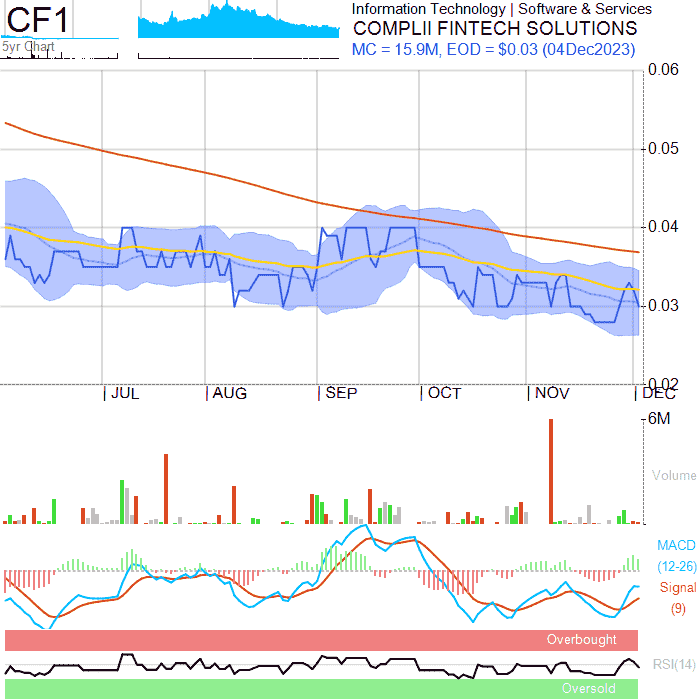 CF1
5yr Chart
Information Technology | Software & Services
COMPLII FINTECH SOLUTIONS
MC = 15.9M, EOD = $0.03 (04Dec2023)
0.06
0.05
0.04
0.03
0.02
JUL
AUG
SEP
OCT
NOV
DEC
6M
Volume
MACD
(12-26)
Signal
(9)
Overbought
RSI(14)
Oversold